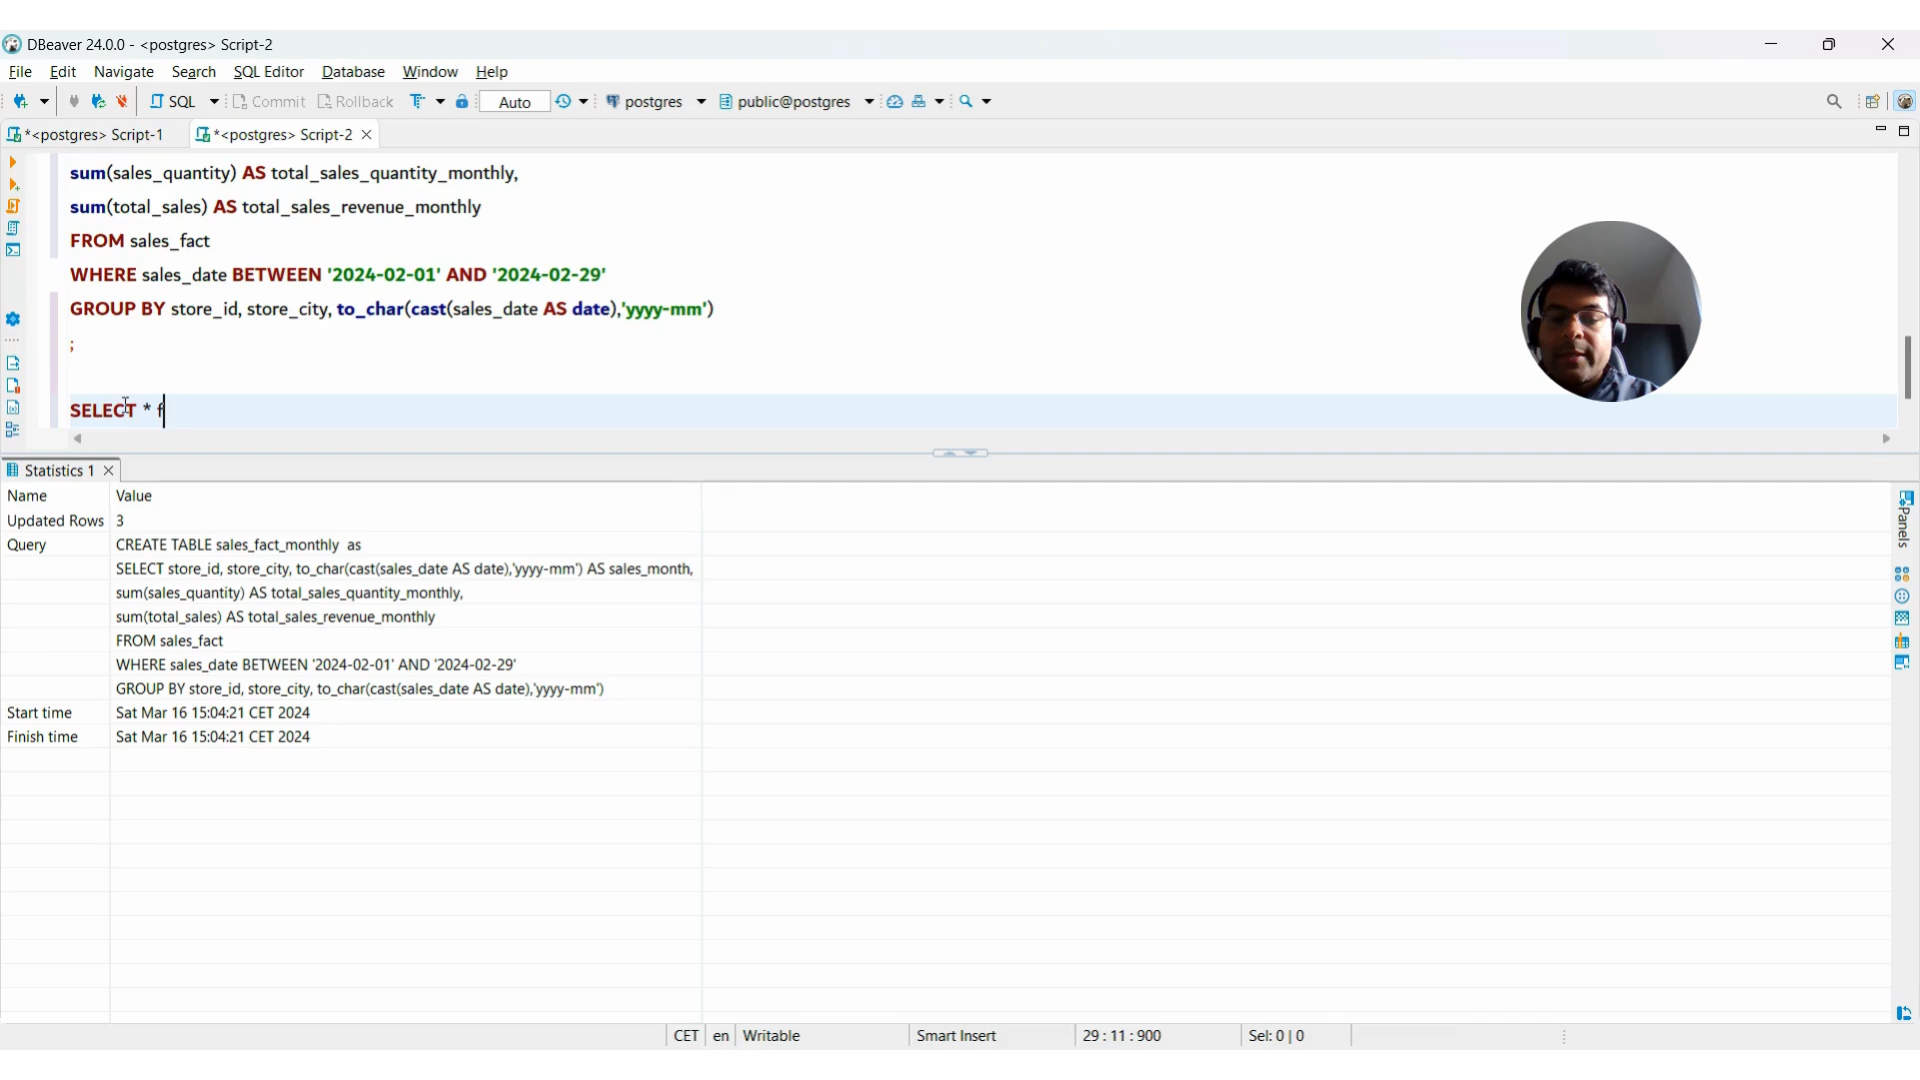 DBeaver 24.0.0 - <postgres> Script-2
File Edit Navigate Search SQL Editor Database Window Help
SQL Commit Rollback Auto postgres public@postgres
*<postgres> Script-1 *<postgres> Script-2
sum(sales_quantity) AS total_sales_quantity_monthly,
sum(total_sales) AS total_sales_revenue_monthly
FROM sales_fact
WHERE sales_date BETWEEN '2024-02-01' AND '2024-02-29'
GROUP BY store_id, store_city, to_char(cast(sales_date AS date),'yyyy-mm')
;
SELECT * f
Statistics 1
Name Value
Updated Rows 3
Query CREATE TABLE sales_fact_monthly as
SELECT store_id, store_city, to_char(cast(sales_date AS date),'yyyy-mm') AS sales_month,
sum(sales_quantity) AS total_sales_quantity_monthly,
sum(total_sales) AS total_sales_revenue_monthly
FROM sales_fact
WHERE sales_date BETWEEN '2024-02-01' AND '2024-02-29'
GROUP BY store_id, store_city, to_char(cast(sales_date AS date),'yyyy-mm')
Start time Sat Mar 16 15:04:21 CET 2024
Finish time Sat Mar 16 15:04:21 CET 2024
Panels
CET en Writable Smart Insert 29 : 11 : 900 Sel: 0 | 0